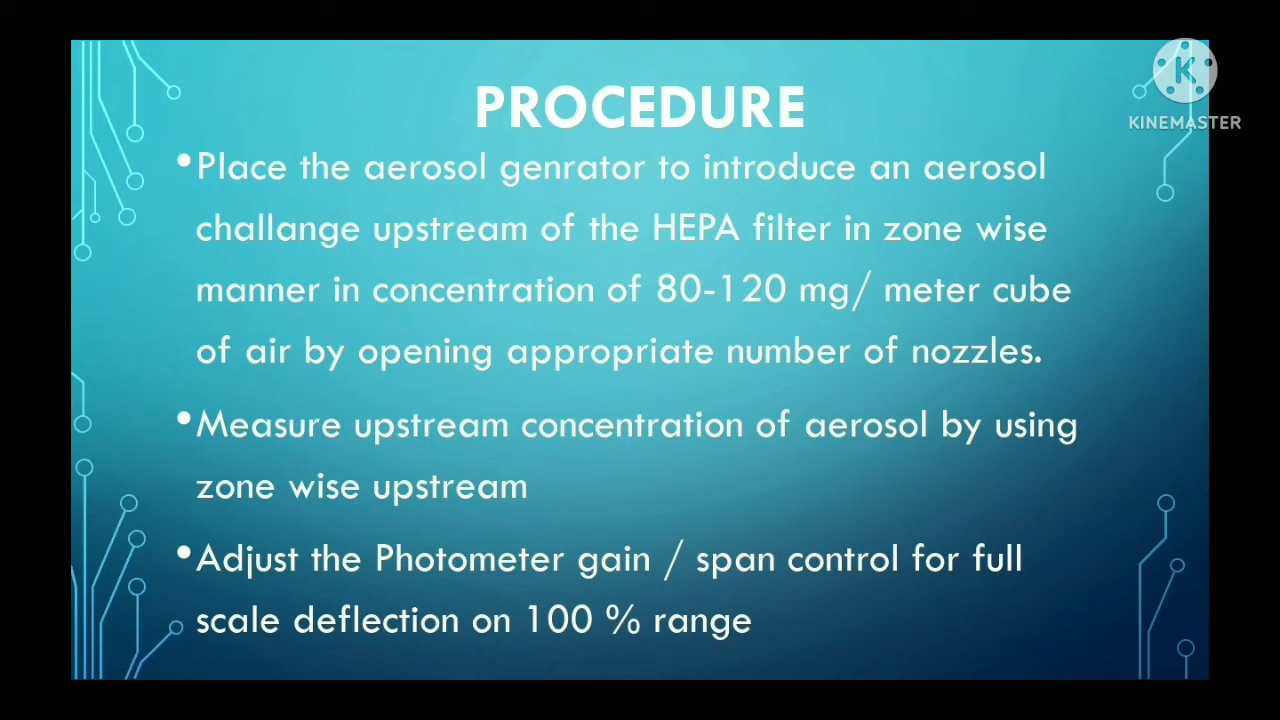 PROCEDURE
K
KINEMASTER
•Place the aerosol genrator to introduce an aerosol
challange upstream of the HEPA filter in zone wise
manner in concentration of 80-120 mg/ meter cube
of air by opening appropriate number of nozzles.
•Measure upstream concentration of aerosol by using
zone wise upstream
•Adjust the Photometer gain / span control for full
scale deflection on 100 % range